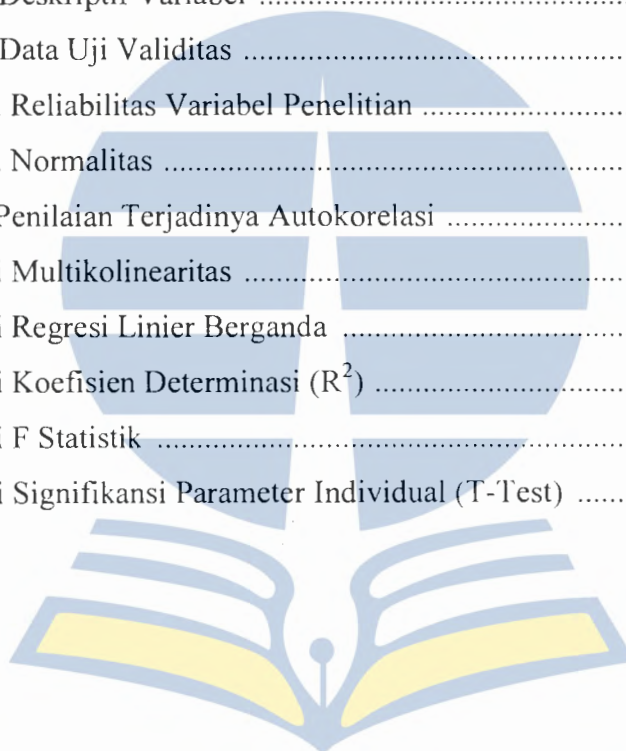 Deskriptif Variabel ........................................................
Data Uji Validitas ........................................................
Reliabilitas Variabel Penelitian ..............................
Normalitas ....................................................................
Penilaian Terjadinya Autokorelasi ..........................
Multikolinearitas .........................................................
i Regresi Linier Berganda ..........................................
i Koefisien Determinasi (R²) .....................................
i F Statistik .....................................................................
i Signifikansi Parameter Individual (T-Test) .......